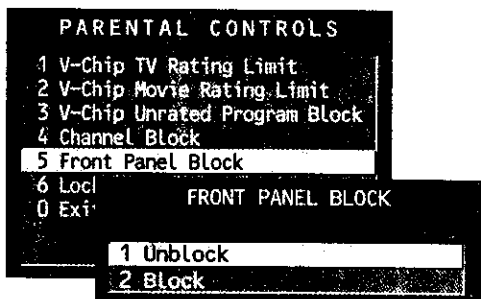 PARENTAL CONTROLS
1 V-Chip TV Rating Limit
2 V-Chip Movie Rating Limit
3 V-Chip Unrated Program Block
4 Channel Block
5 Front Panel Block
6 Loc
0 Exi
FRONT PANEL BLOCK
1 Unblock
2 Block